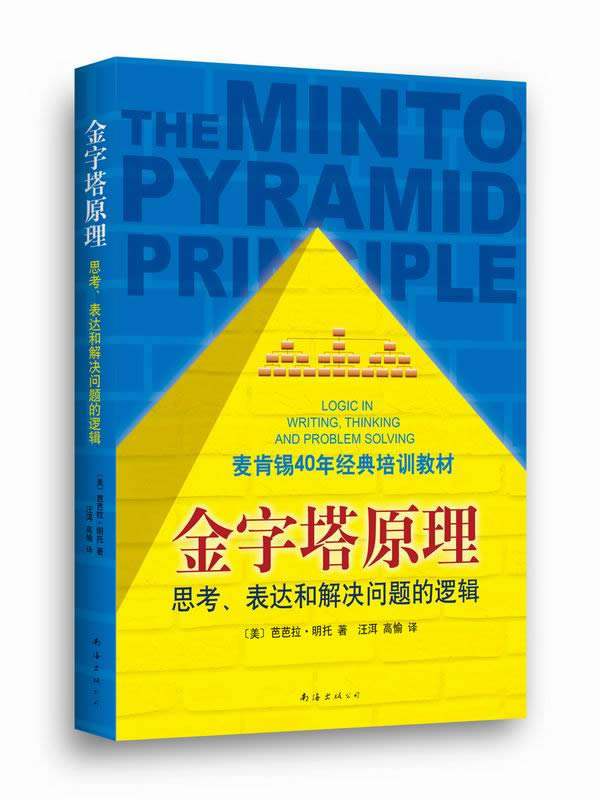 THE MINTO
PYRAMID
PRINCIPLE
LOGIC IN
WRITING, THINKING
AND PROBLEM SOLVING
麦肯锡40年经典培训教材
金字塔原理
思考、表达和解决问题的逻辑
〔美〕芭芭拉·明托 著 汪洱 高愉 译
南海出版公司
金字塔原理
思考、表达和解决问题的逻辑
〔美〕芭芭拉·明托 著
汪洱 高愉 译